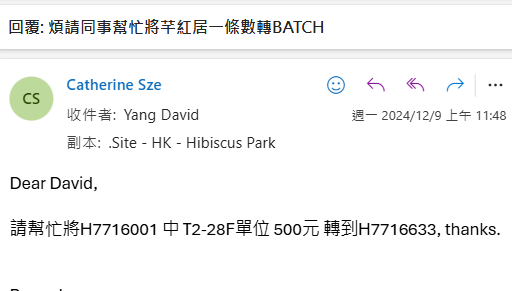 回覆: 煩請同事幫忙將芊紅居一條數轉BATCH
CS
Catherine Sze
收件者: Yang David
週一 2024/12/9 上午 11:48
副本: .Site - HK - Hibiscus Park
Dear David,
請幫忙將H7716001 中 T2-28F單位 500元 轉到H7716633, thanks.